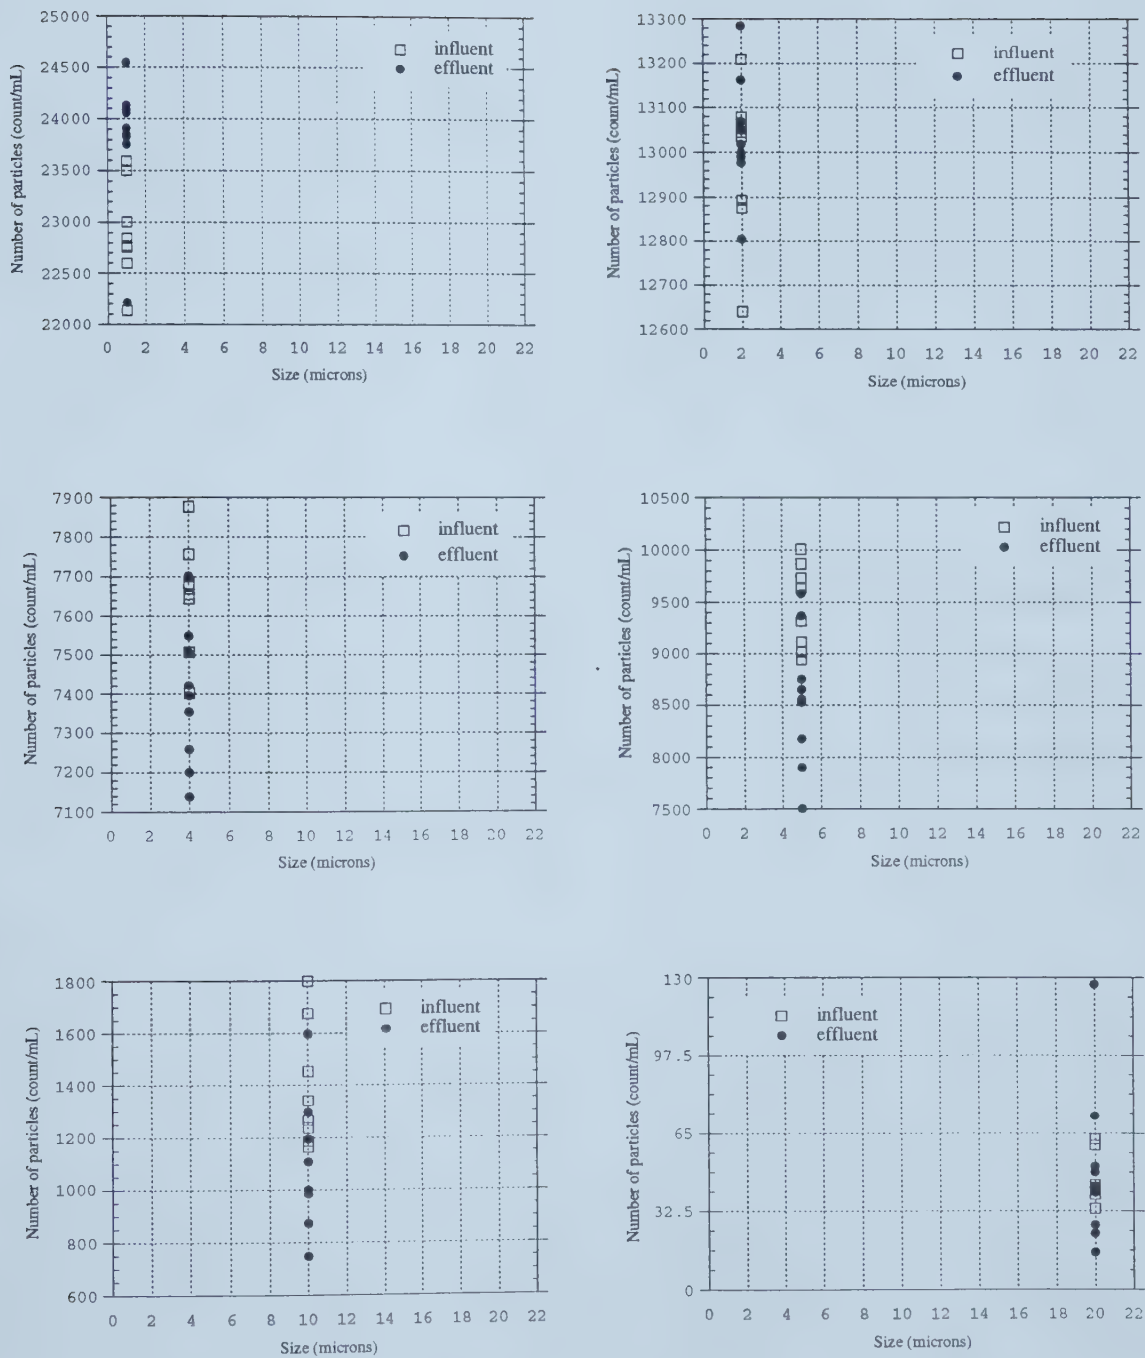 Number of particles (count/mL)
25000
24500
24000
23500
23000
22500
22000
influent
effluent
0 2 4 6 8 10 12 14 16 18 20 22
Size (microns)
Number of particles (count/mL)
13300
13200
13100
13000
12900
12800
12700
12600
influent
effluent
0 2 4 6 8 10 12 14 16 18 20 22
Size (microns)
Number of particles (count/mL)
7900
7800
7700
7600
7500
7400
7300
7200
7100
influent
effluent
0 2 4 6 8 10 12 14 16 18 20 22
Size (microns)
Number of particles (count/mL)
10500
10000
9500
9000
8500
8000
7500
influent
effluent
0 2 4 6 8 10 12 14 16 18 20 22
Size (microns)
Number of particles (count/mL)
1800
1600
1400
1200
1000
800
600
influent
effluent
0 2 4 6 8 10 12 14 16 18 20 22
Size (microns)
Number of particles (count/mL)
130
97.5
65
32.5
0
influent
effluent
0 2 4 6 8 10 12 14 16 18 20 22
Size (microns)